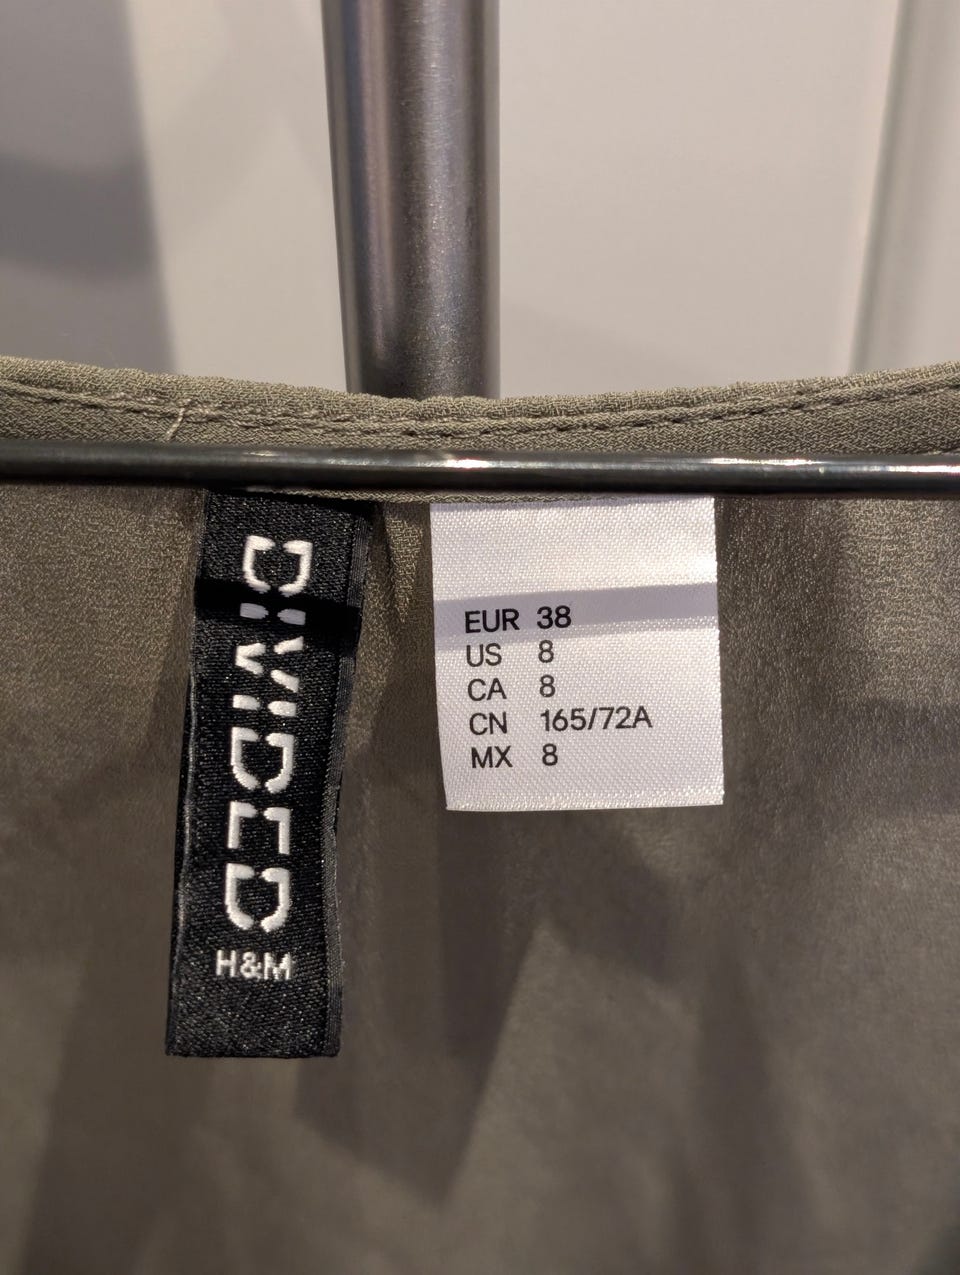 DIVIDED
H&M
EUR 38
US 8
CA 8
CN 165/72A
MX 8